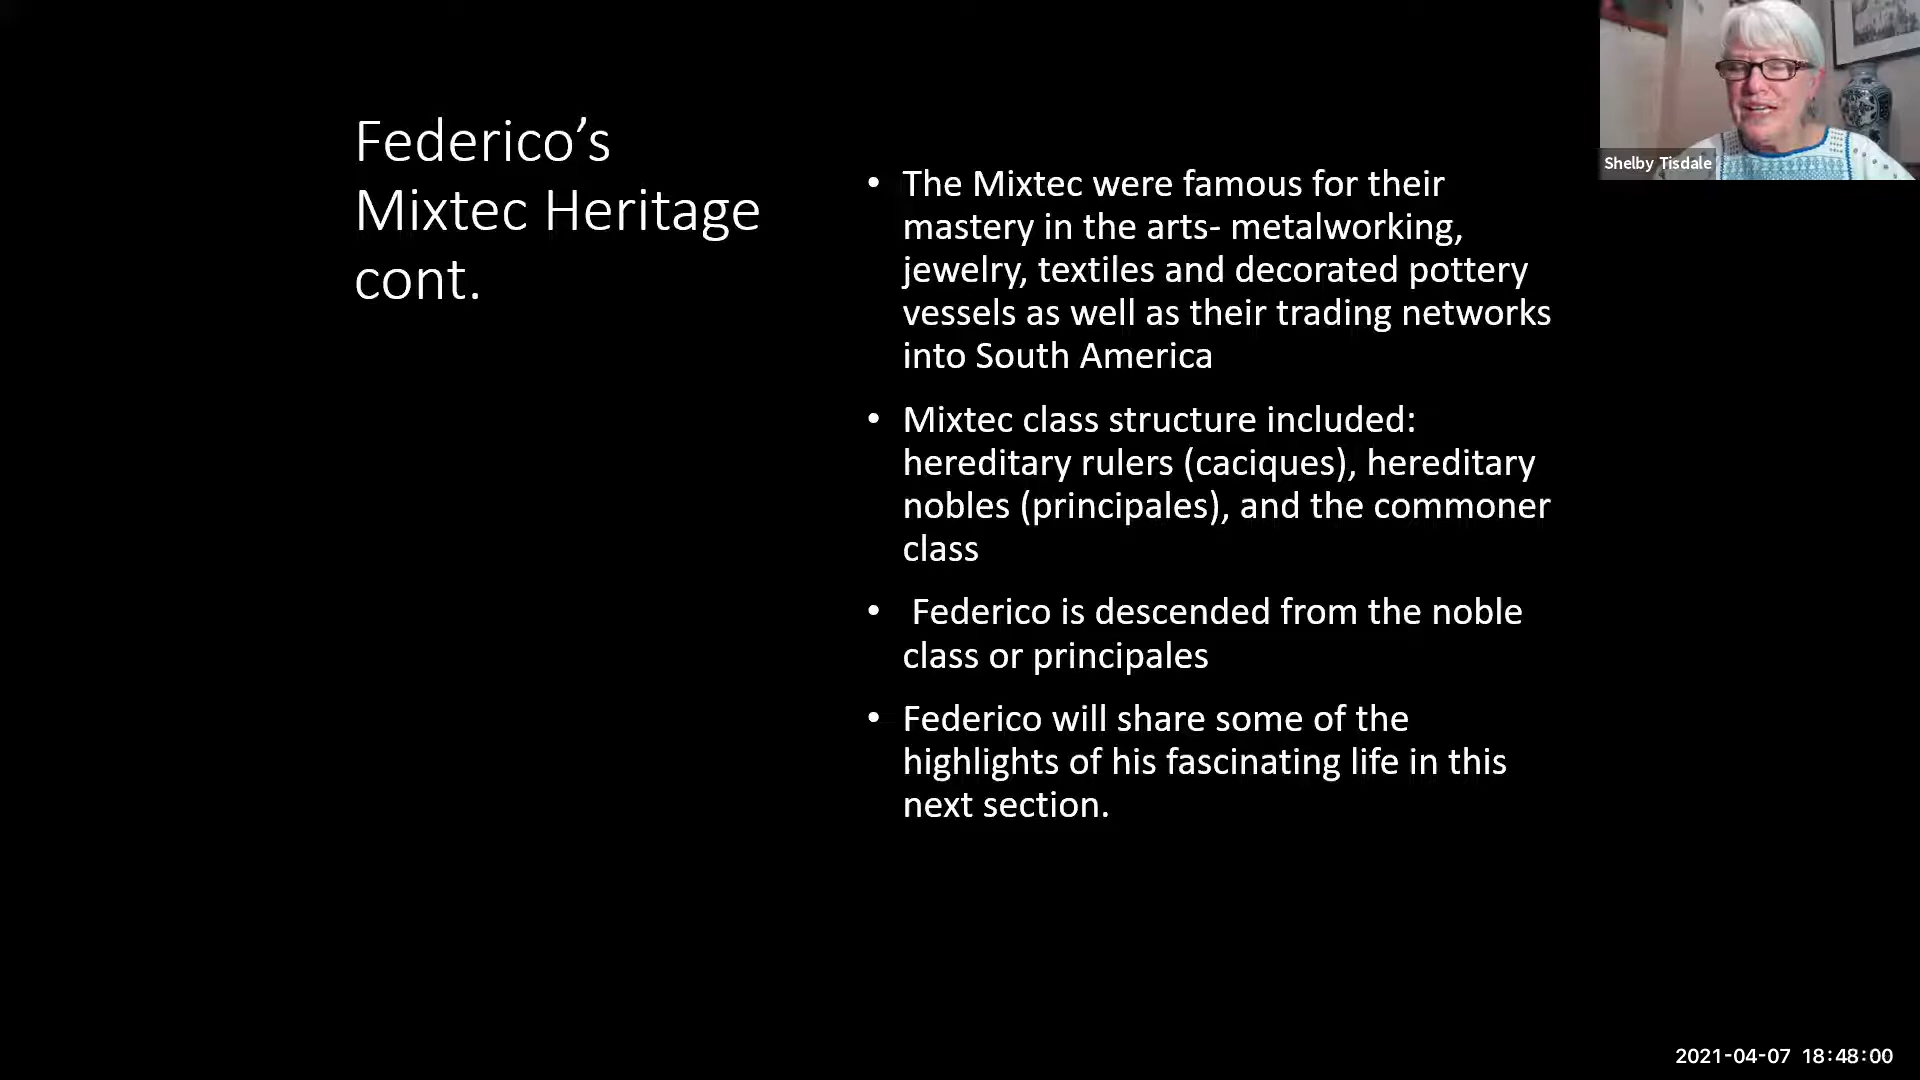 Federico’s
Mixtec Heritage
cont.
• The Mixtec were famous for their
mastery in the arts- metalworking,
jewelry, textiles and decorated pottery
vessels as well as their trading networks
into South America
• Mixtec class structure included:
hereditary rulers (caciques), hereditary
nobles (principales), and the commoner
class
• Federico is descended from the noble
class or principales
• Federico will share some of the
highlights of his fascinating life in this
next section.
Shelby Tisdale
2021-04-07 18:48:00